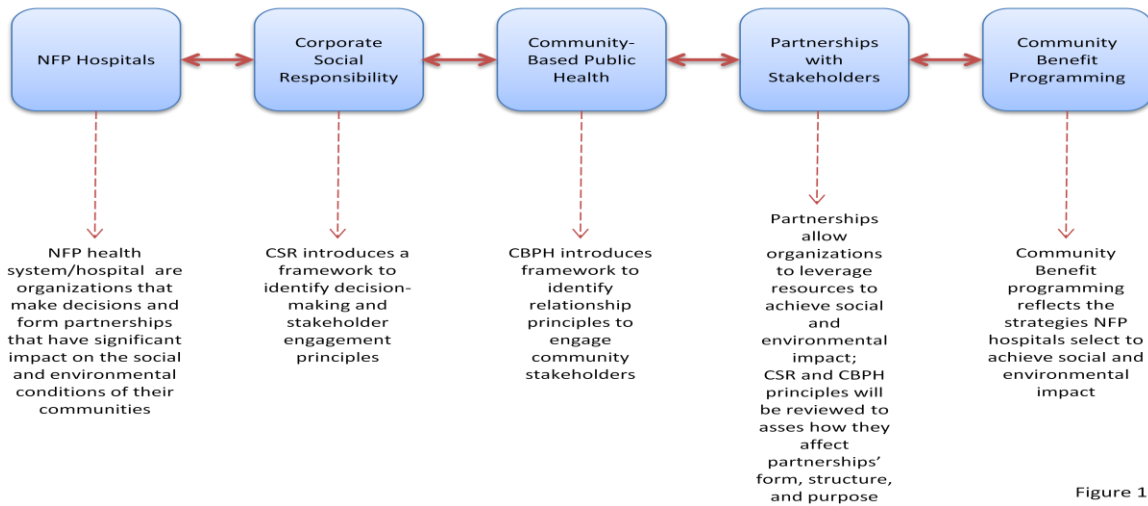 NFP Hospitals
Corporate
Social
Responsibility
Community-
Based Public
Health
Partnerships
with
Stakeholders
Community
Benefit
Programming
NFP health
system/hospital  are
organizations that
make decisions and
form partnerships
that have significant
impact on the social
and environmental
conditions of their
communities
CSR introduces a
framework to
identify decision-
making and
stakeholder
engagement
principles
CBPH introduces
framework to
identify
relationship
principles to
engage
community
stakeholders
Partnerships
allow
organizations
to leverage
resources to
achieve social
and
environmental
impact;
CSR and CBPH
principles will
be reviewed to
asses how they
affect
partnerships’
form, structure,
and purpose
Community
Benefit
programming
reflects the
strategies NFP
hospitals select to
achieve social and
environmental
impact
Figure 1